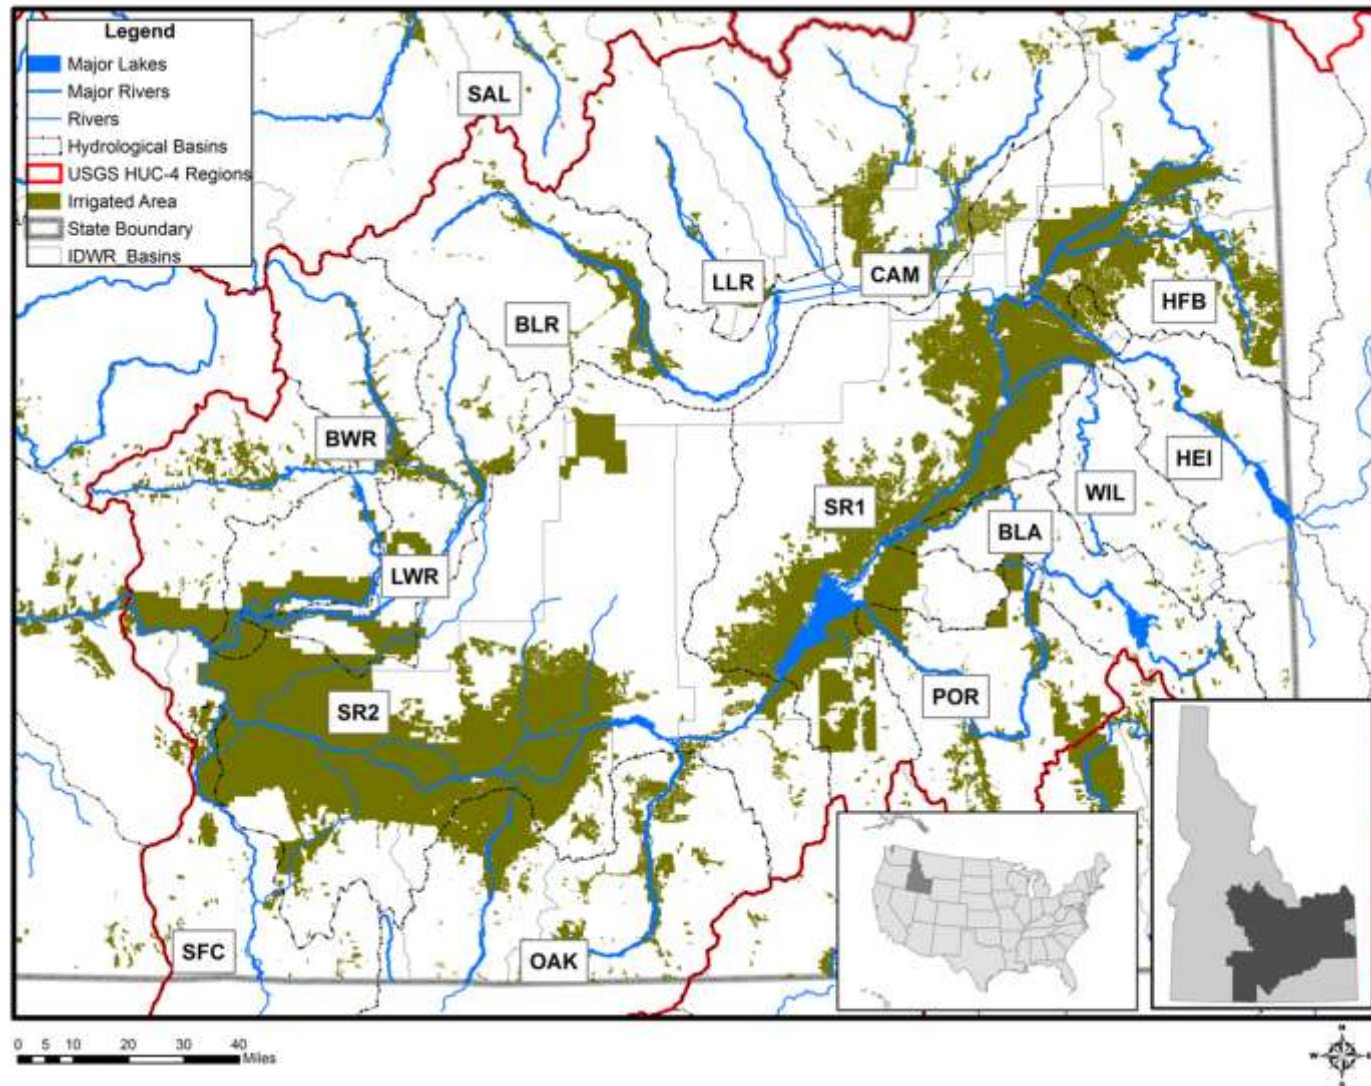 Legend
Major Lakes
Major Rivers
Rivers
Hydrological Basins
USGS HUC-4 Regions
Irrigated Area
State Boundary
IDWR_Basins
SAL
LLR
CAM
HFB
BLR
BWR
HEI
WIL
SR1
BLA
LWR
POR
SR2
SFC
OAK
0 5 10 20 30 40
Miles
N
W E